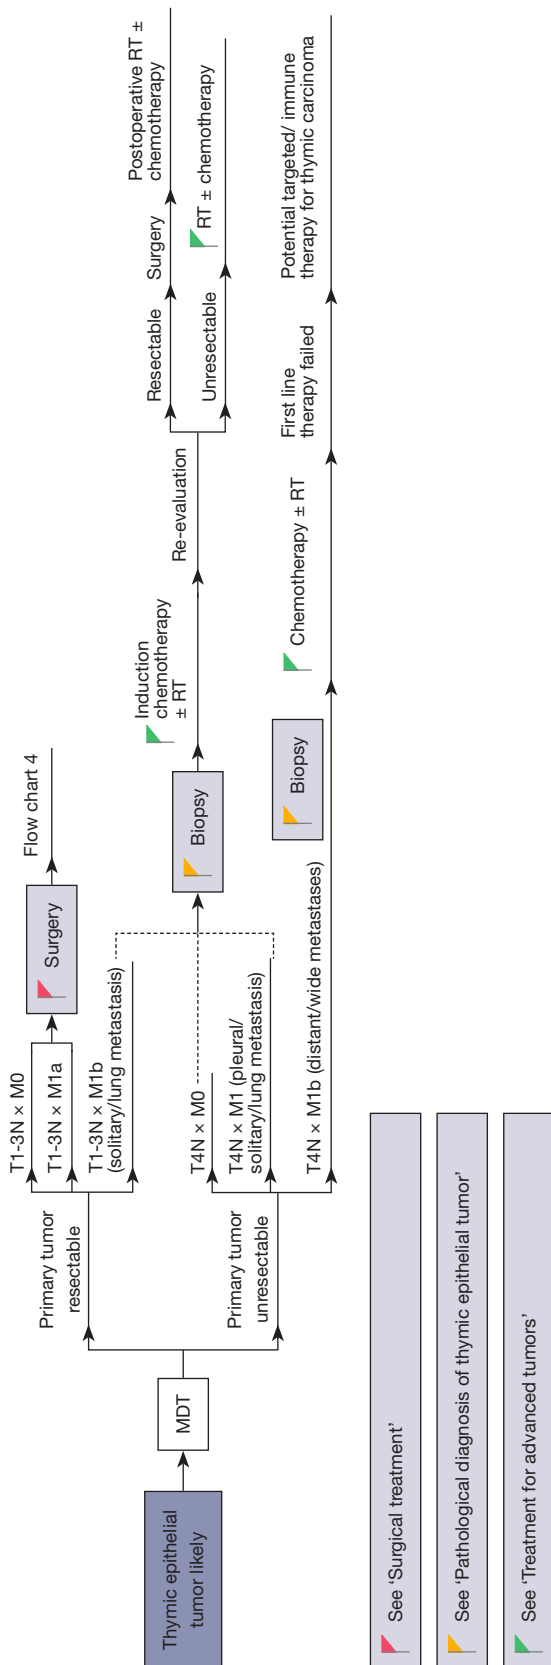 Thymic epithelial
tumor likely
MDT
Primary tumor
resectable
T1-3N × M0
T1-3N × M1a
T1-3N × M1b
(solitary/lung metastasis)
Surgery
Flow chart 4
Primary tumor
unresectable
T4N × M0
T4N × M1 (pleural/
solitary/lung metastasis)
T4N × M1b (distant/wide metastases)
Biopsy
Induction
chemotherapy
± RT
Re-evaluation
Resectable
Surgery
Postoperative RT ±
chemotherapy
Unresectable
RT ± chemotherapy
Biopsy
Chemotherapy ± RT
First line
therapy failed
Potential targeted/ immune
therapy for thymic carcinoma
See ‘Surgical treatment’
See ‘Pathological diagnosis of thymic epithelial tumor’
See ‘Treatment for advanced tumors’